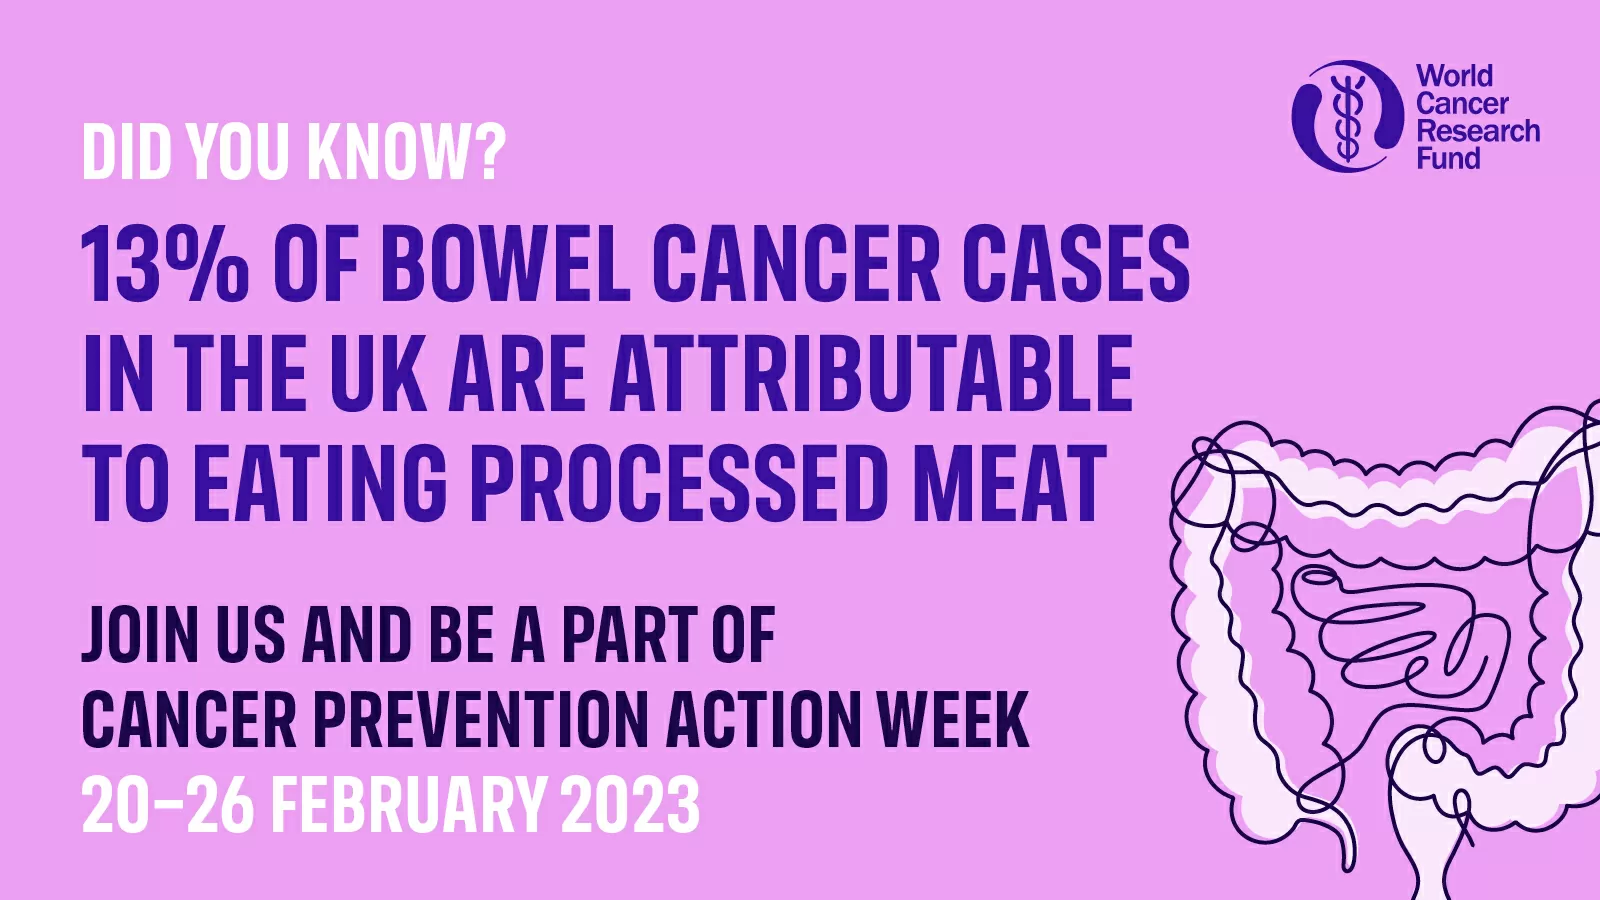 DID YOU KNOW?
13% OF BOWEL CANCER CASES
IN THE UK ARE ATTRIBUTABLE
TO EATING PROCESSED MEAT
JOIN US AND BE A PART OF
CANCER PREVENTION ACTION WEEK
20–26 FEBRUARY 2023
World
Cancer
Research
Fund